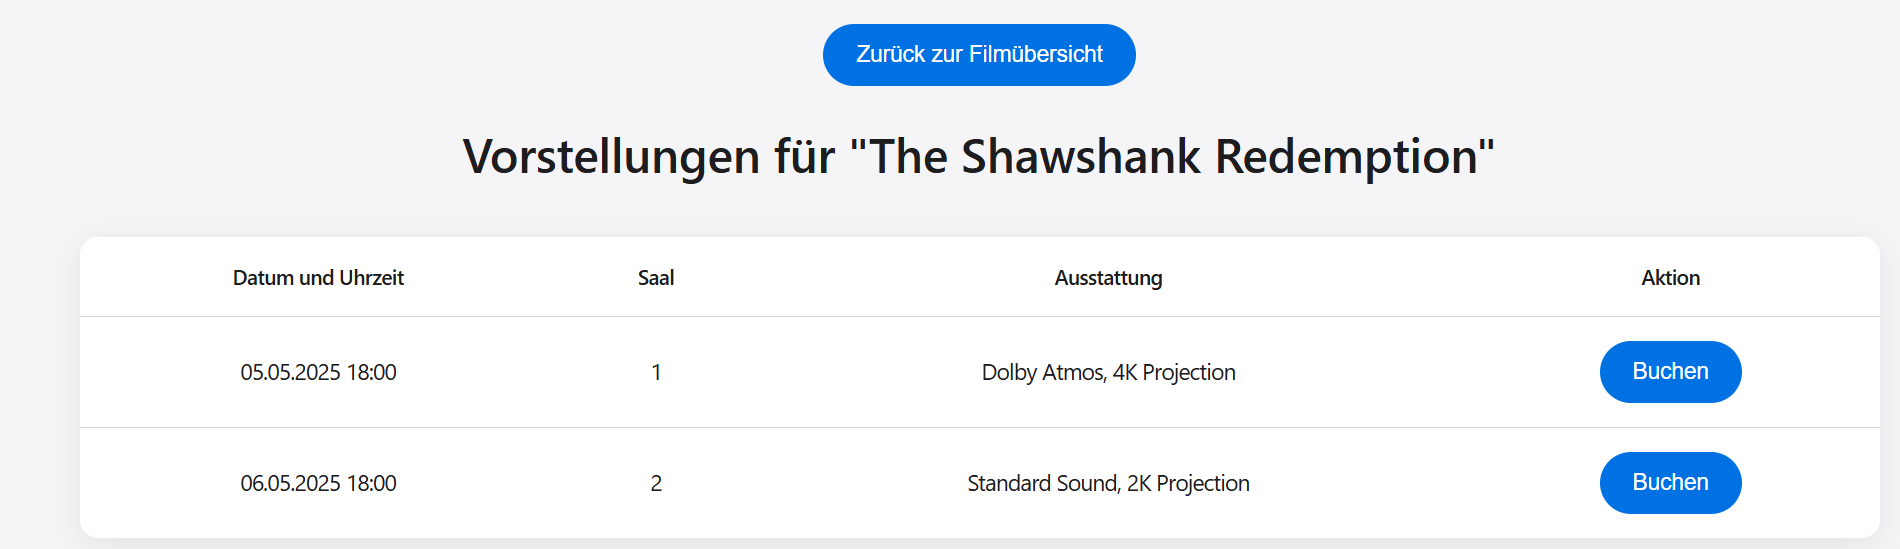 Zurück zur Filmübersicht
Vorstellungen für "The Shawshank Redemption"
Datum und Uhrzeit Saal Ausstattung Aktion
05.05.2025 18:00 1 Dolby Atmos, 4K Projection Buchen
06.05.2025 18:00 2 Standard Sound, 2K Projection Buchen